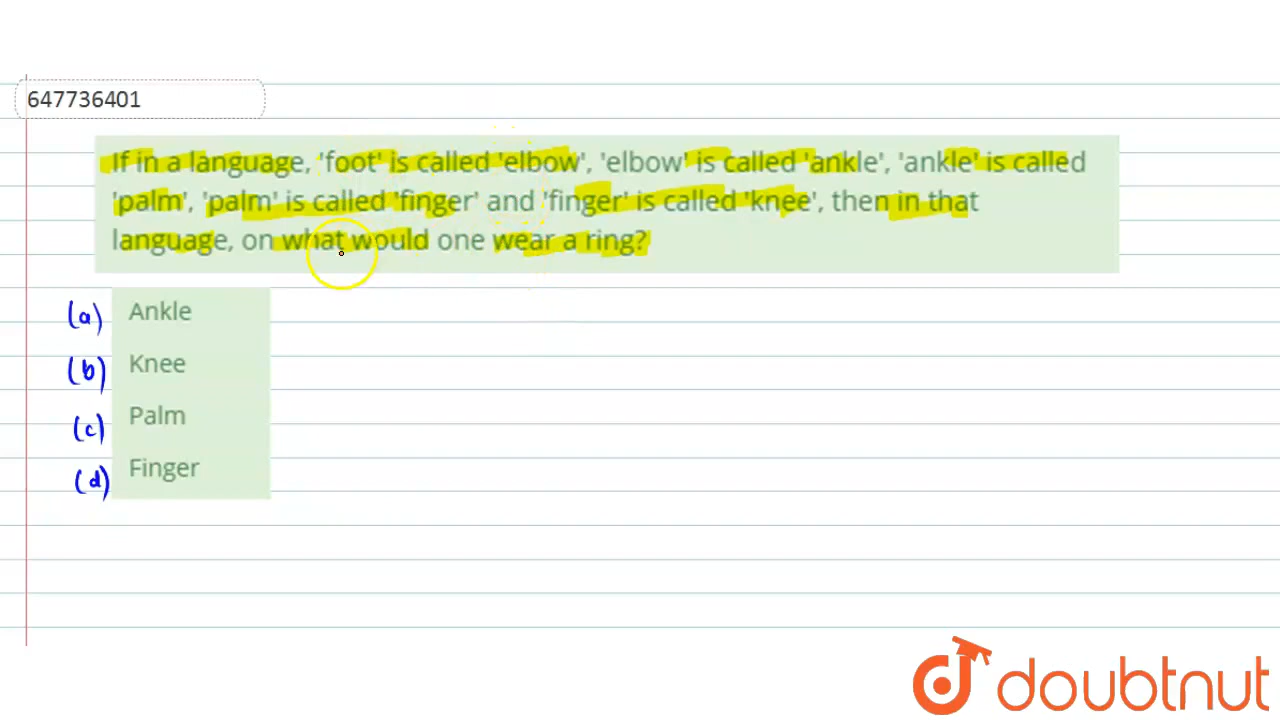 647736401
If in a language, 'foot' is called 'elbow', 'elbow' is called 'ankle', 'ankle' is called
'palm', 'palm' is called 'finger' and 'finger' is called 'knee', then in that
language, on what would one wear a ring?
(a) Ankle
(b) Knee
(c) Palm
(d) Finger
doubtnut